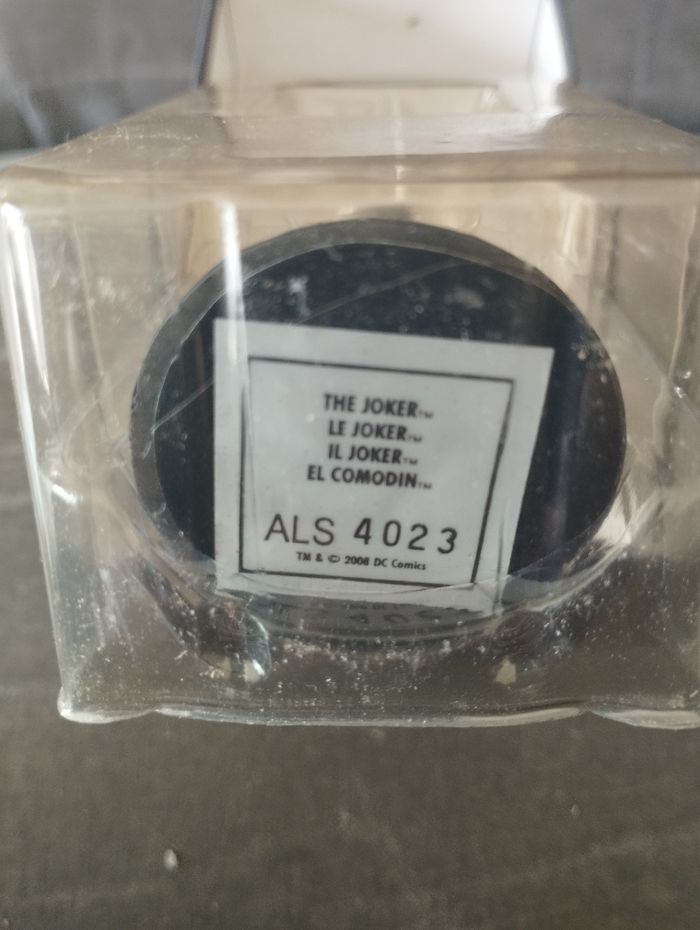 THE JOKER™
LE JOKER™
IL JOKER™
EL COMODIN™
ALS 4023
TM & © 2008 DC Comics